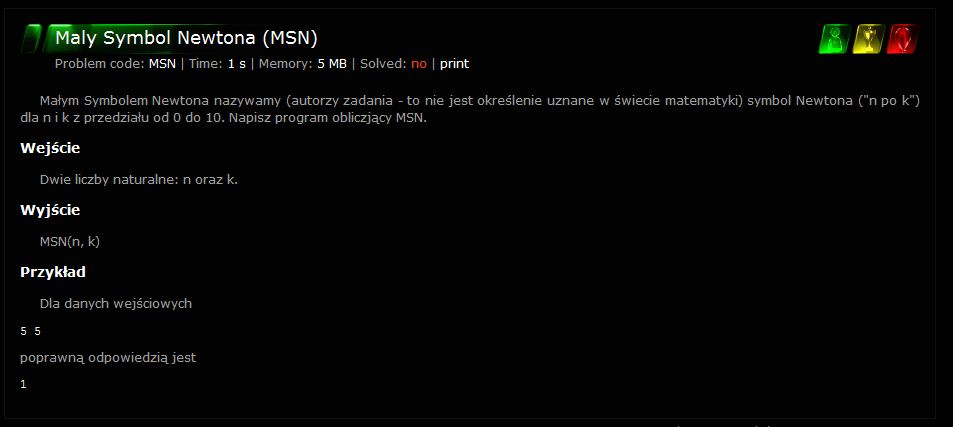 Maly Symbol Newtona (MSN)
Problem code: MSN | Time: 1 s | Memory: 5 MB | Solved: no | print
Małym Symbolem Newtona nazywamy (autorzy zadania - to nie jest określenie uznane w świecie matematyki) symbol Newtona ("n po k")
dla n i k z przedziału od 0 do 10. Napisz program obliczjący MSN.
Wejście
Dwie liczby naturalne: n oraz k.
Wyjście
MSN(n, k)
Przykład
Dla danych wejściowych
5 5
poprawną odpowiedzią jest
1